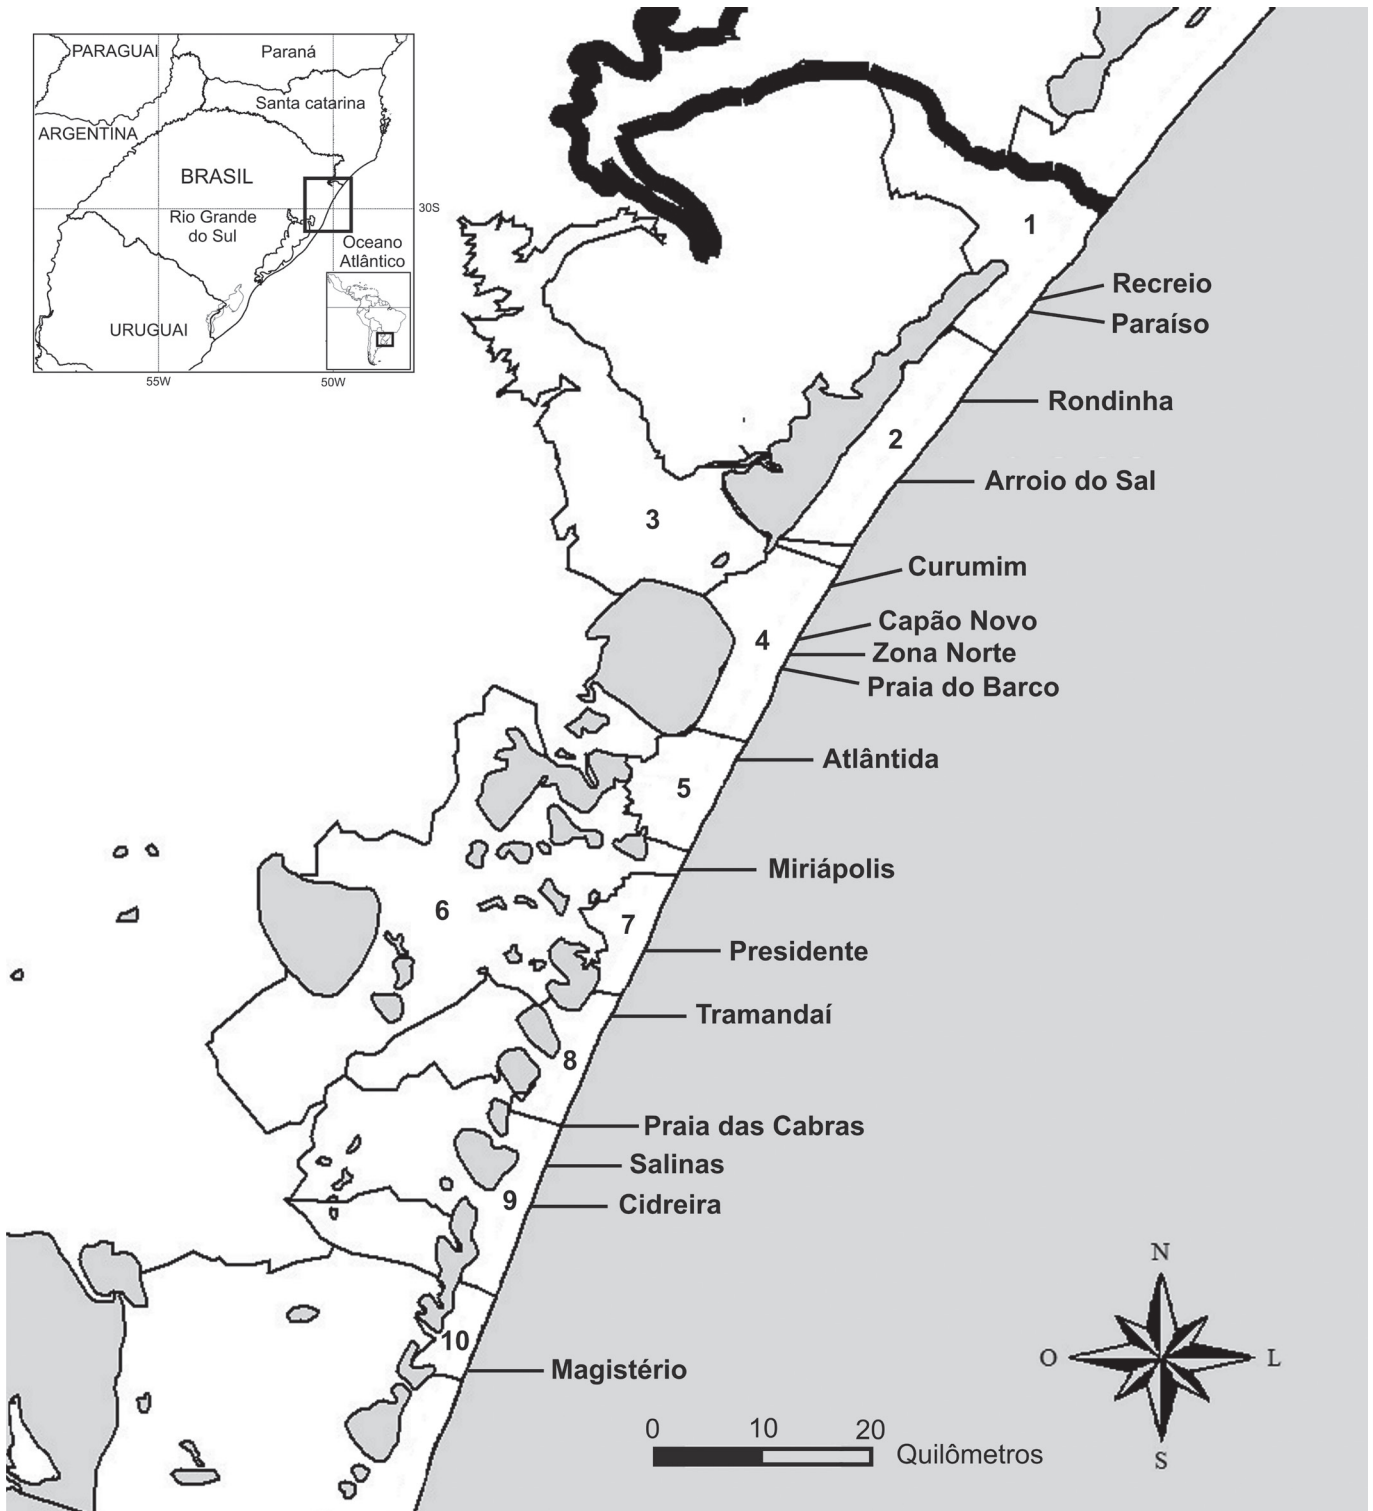 PARAGUAI
Paraná
Santa catarina
ARGENTINA
BRASIL
30S
Rio Grande
do Sul
Oceano
Atlântico
URUGUAI
55W
50W
1
Recreio
Paraíso
Rondinha
2
Arroio do Sal
3
Curumim
Capão Novo
4
Zona Norte
Praia do Barco
Atlântida
5
Miriápolis
6
7
Presidente
Tramandaí
8
Praia das Cabras
Salinas
9
Cidreira
10
Magistério
N
O
L
S
0 10 20
Quilômetros